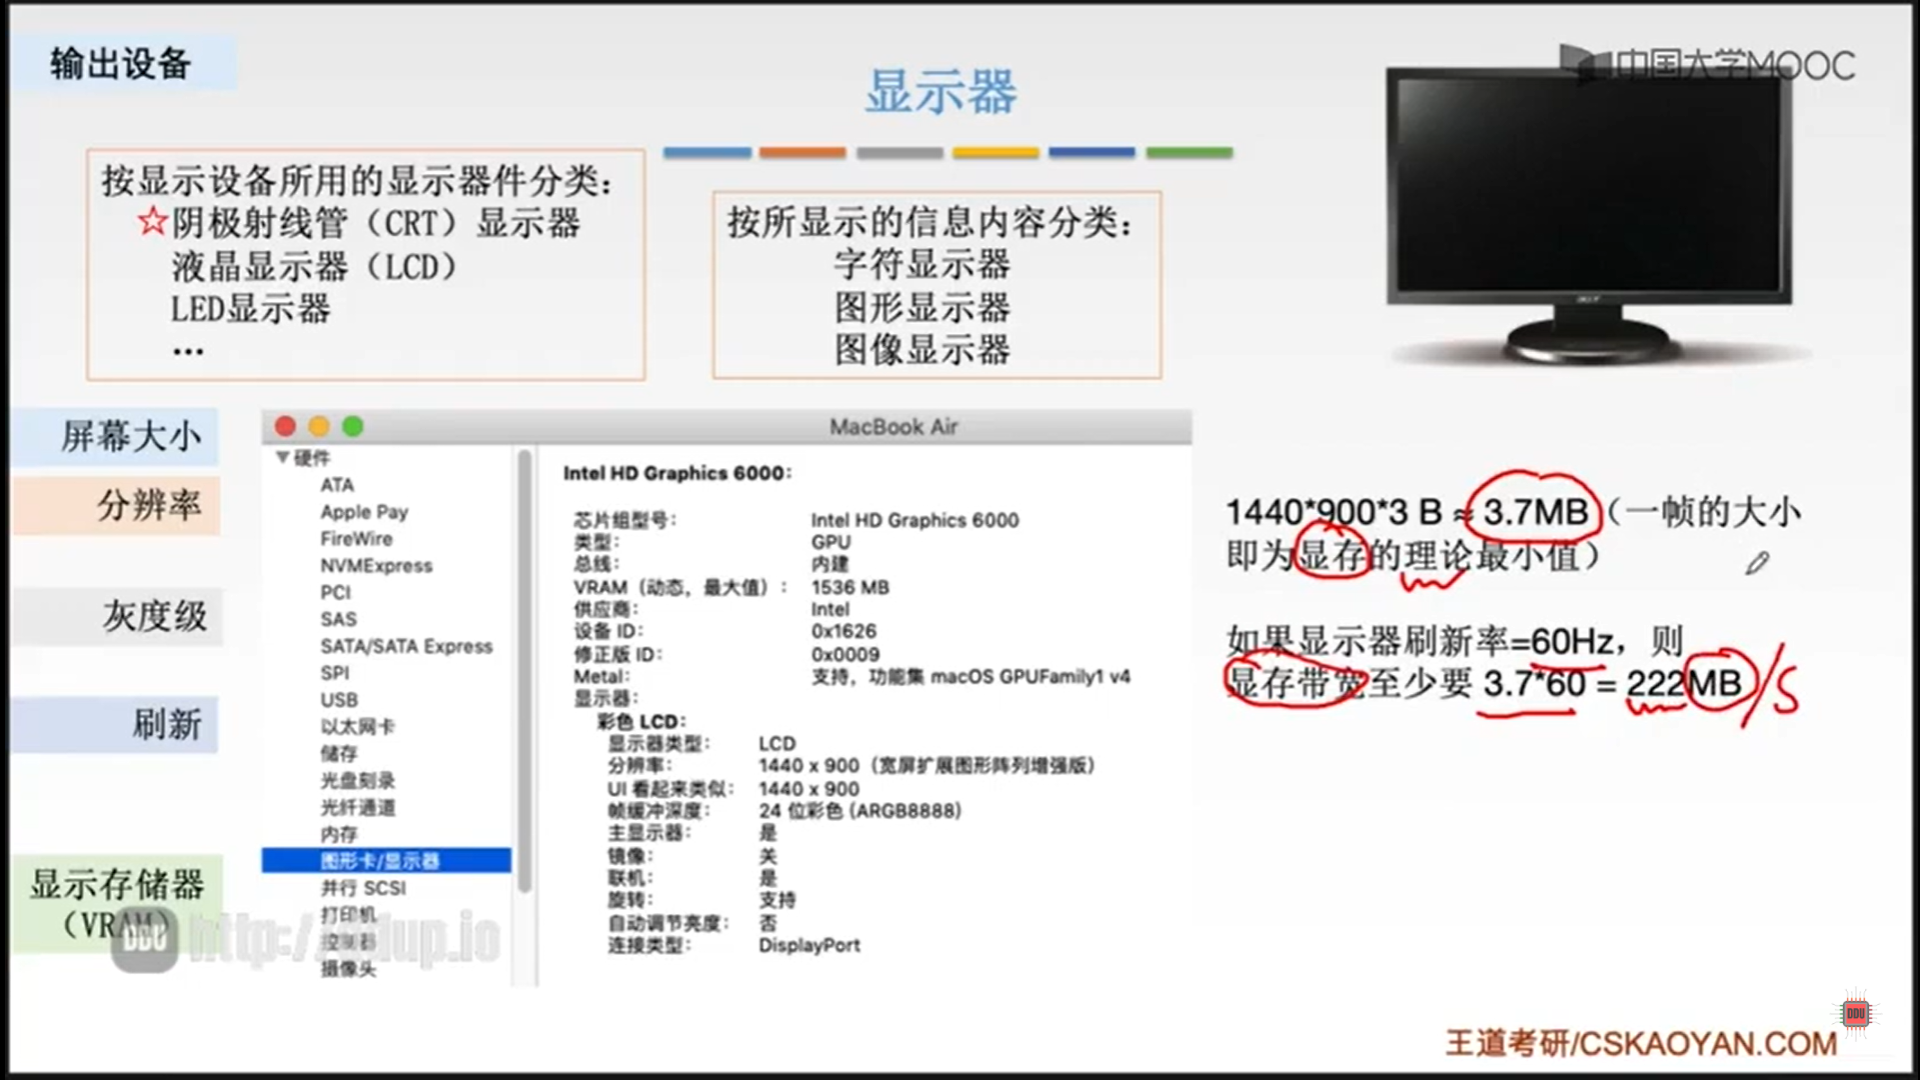 输出设备
中国大学MOOC
显示器
按显示设备所用的显示器件分类：
☆阴极射线管（CRT）显示器
液晶显示器（LCD）
LED显示器
…
按所显示的信息内容分类：
字符显示器
图形显示器
图像显示器
屏幕大小
分辨率
灰度级
刷新
显示存储器
（VRAM）
MacBook Air
硬件
ATA
Apple Pay
FireWire
NVMExpress
PCI
SAS
SATA/SATA Express
SPI
USB
以太网卡
储存
光盘刻录
光纤通道
内存
图形卡/显示器
并行 SCSI
打印机
控制器
摄像头
Intel HD Graphics 6000：
芯片组型号： Intel HD Graphics 6000
类型： GPU
总线： 内建
VRAM（动态，最大值）： 1536 MB
供应商： Intel
设备 ID： 0x1626
修正版 ID： 0x0009
Metal： 支持，功能集 macOS GPUFamily1 v4
显示器：
彩色 LCD：
显示器类型： LCD
分辨率： 1440 x 900（宽屏扩展图形阵列增强版）
UI 看起来类似： 1440 x 900
帧缓冲深度： 24 位彩色 (ARGB8888)
主显示器： 是
镜像： 关
联机： 是
旋转： 支持
自动调节亮度： 否
连接类型： DisplayPort
1440*900*3 B ≈ 3.7MB（一帧的大小
即为显存的理论最小值）
如果显示器刷新率=60Hz，则
显存带宽至少要 3.7*60 = 222MB/S
DDU http://ddup.io
DDU
王道考研/CSKAOYAN.COM